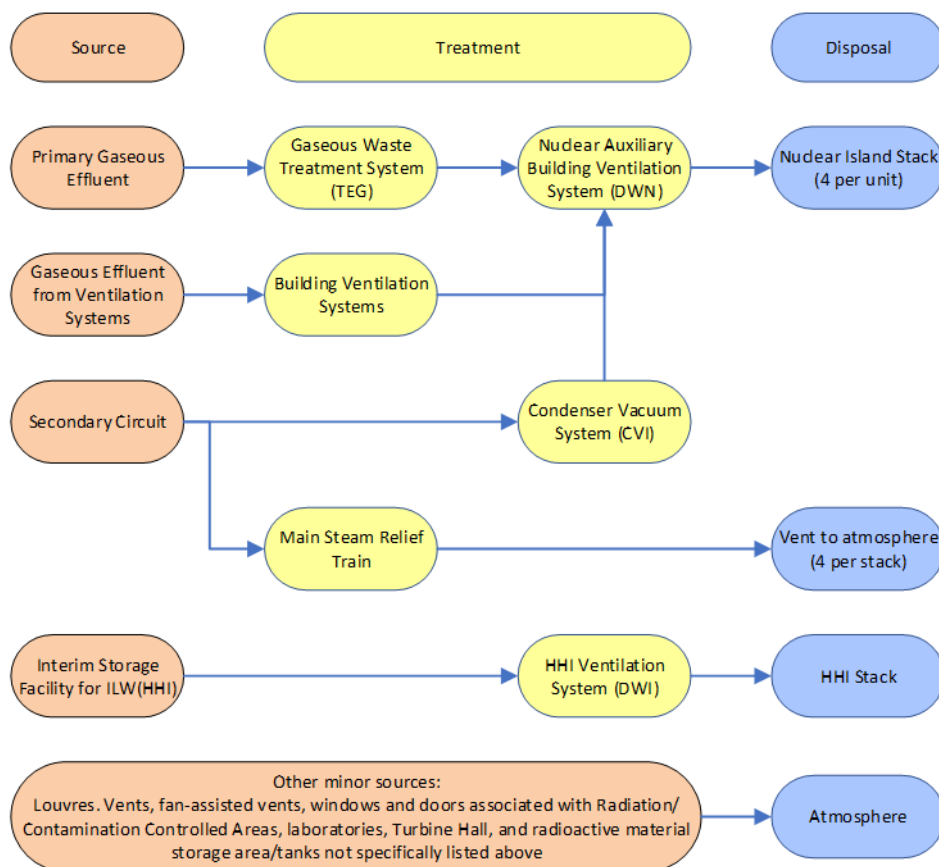 Source
Treatment
Disposal
Primary Gaseous
Effluent
Gaseous Waste
Treatment System
(TEG)
Nuclear Auxiliary
Building Ventilation
System (DWN)
Nuclear Island Stack
(4 per unit)
Gaseous Effluent
from Ventilation
Systems
Building Ventilation
Systems
Secondary Circuit
Condenser Vacuum
System (CVI)
Main Steam Relief
Train
Vent to atmosphere
(4 per stack)
Interim Storage
Facility for ILW(HHI)
HHI Ventilation
System (DWI)
HHI Stack
Other minor sources:
Louvres. Vents, fan-assisted vents, windows and doors associated with Radiation/
Contamination Controlled Areas, laboratories, Turbine Hall, and radioactive material
storage area/tanks not specifically listed above
Atmosphere